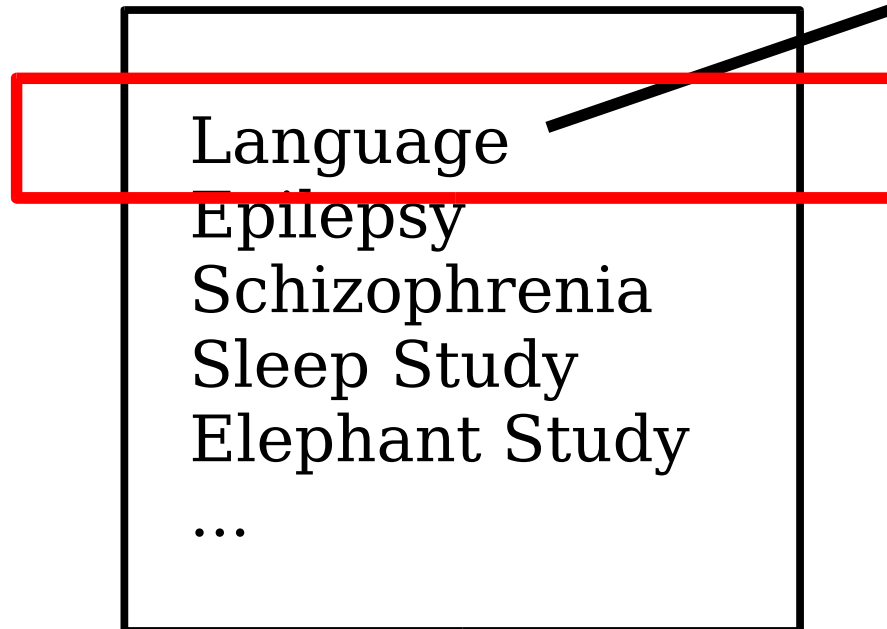 Language
Epilepsy
Schizophrenia
Sleep Study
Elephant Study
...